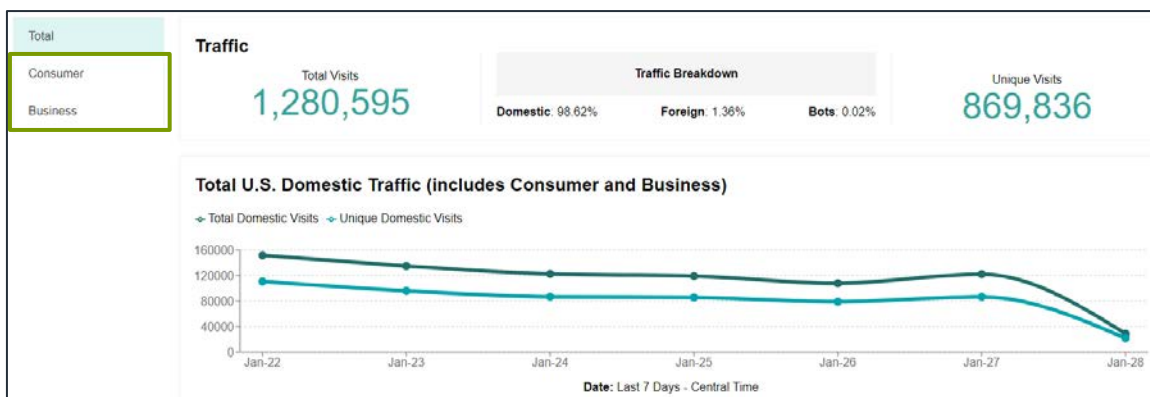 Total
Consumer
Business
Traffic
Total Visits
1,280,595
Traffic Breakdown
Domestic: 98.62% Foreign: 1.36% Bots: 0.02%
Unique Visits
869,836
Total U.S. Domestic Traffic (includes Consumer and Business)
Total Domestic Visits Unique Domestic Visits
160000
120000
80000
40000
0
Jan-22 Jan-23 Jan-24 Jan-25 Jan-26 Jan-27 Jan-28
Date: Last 7 Days - Central Time